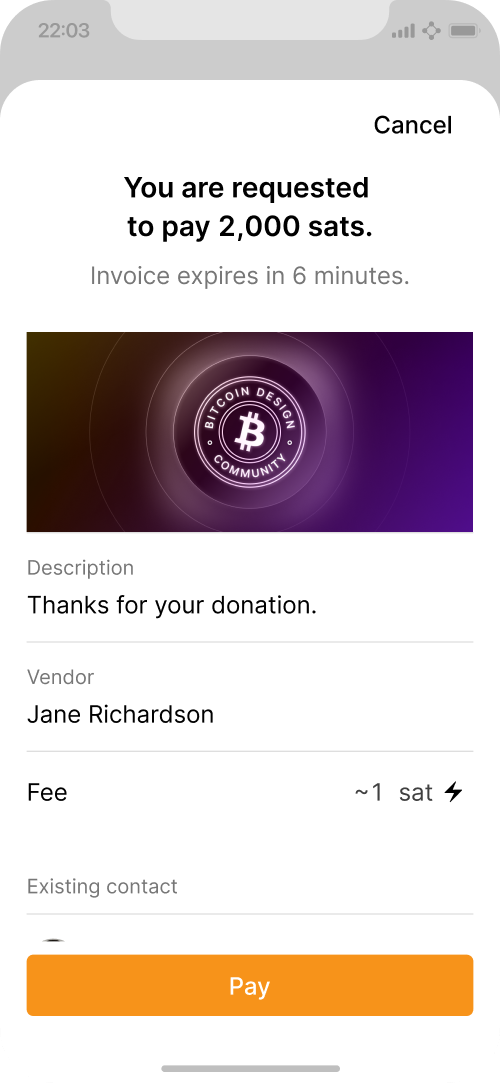 22:03
Cancel
You are requested
to pay 2,000 sats.
Invoice expires in 6 minutes.
BITCOIN DESIGN
COMMUNITY
Description
Thanks for your donation.
Vendor
Jane Richardson
Fee ~1 sat
Existing contact
Pay